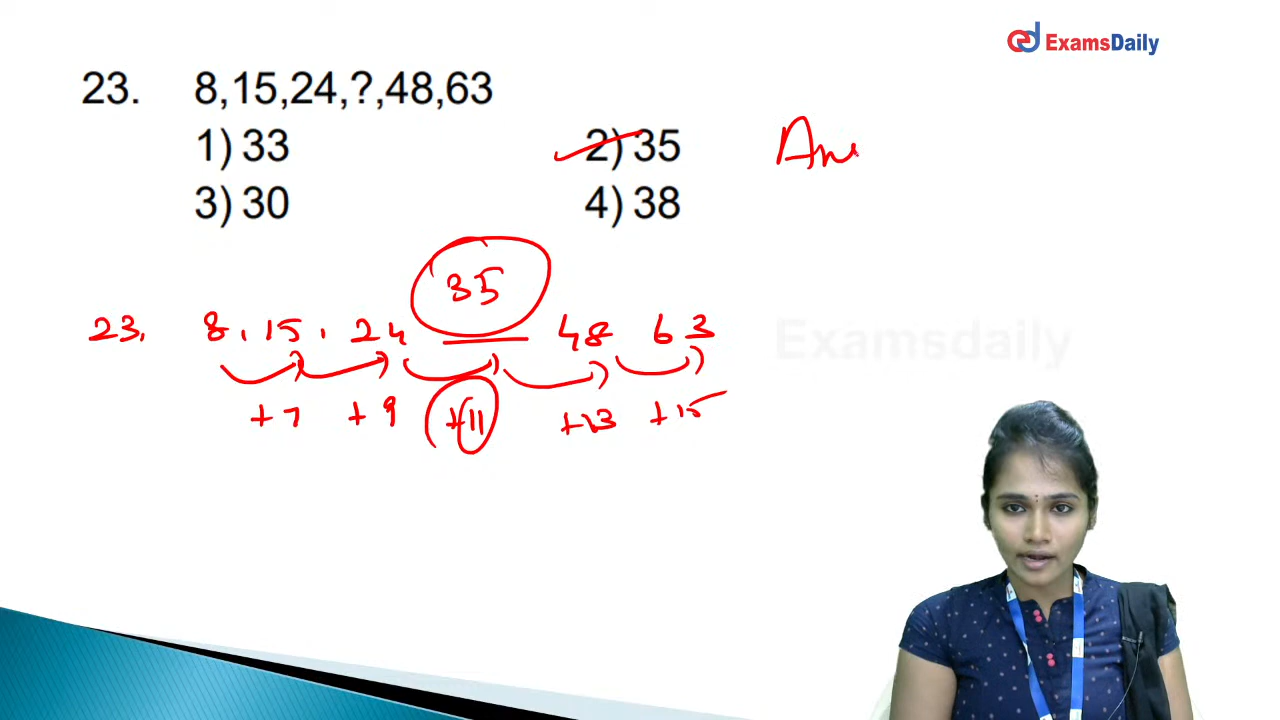 ExamsDaily
23. 8,15,24,?,48,63
1) 33 2) 35
3) 30 4) 38
Ans
35
23. 8, 15, 24 48 63
+7 +9 +11 +13 +15
Examsdaily